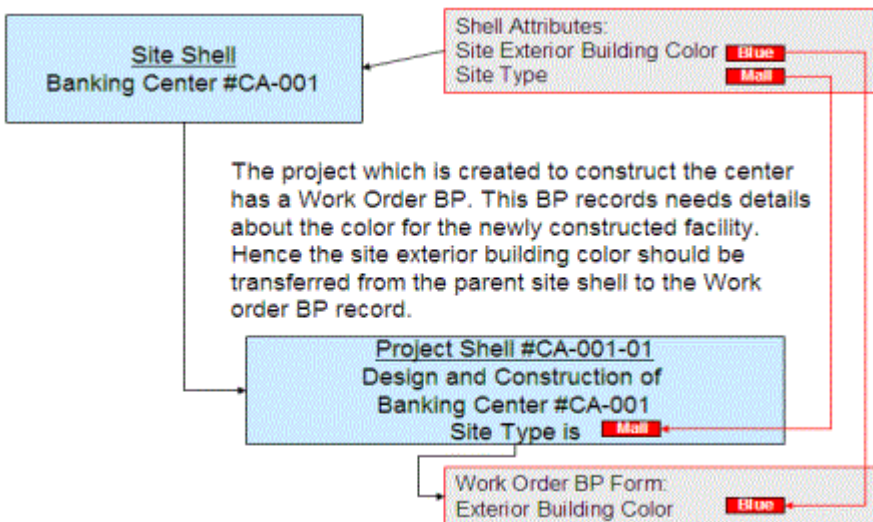 Site Shell
Banking Center #CA-001
Shell Attributes:
Site Exterior Building Color Blue
Site Type Mall
The project which is created to construct the center
has a Work Order BP. This BP records needs details
about the color for the newly constructed facility.
Hence the site exterior building color should be
transferred from the parent site shell to the Work
order BP record.
Project Shell #CA-001-01
Design and Construction of
Banking Center #CA-001
Site Type is Mall
Work Order BP Form:
Exterior Building Color Blue